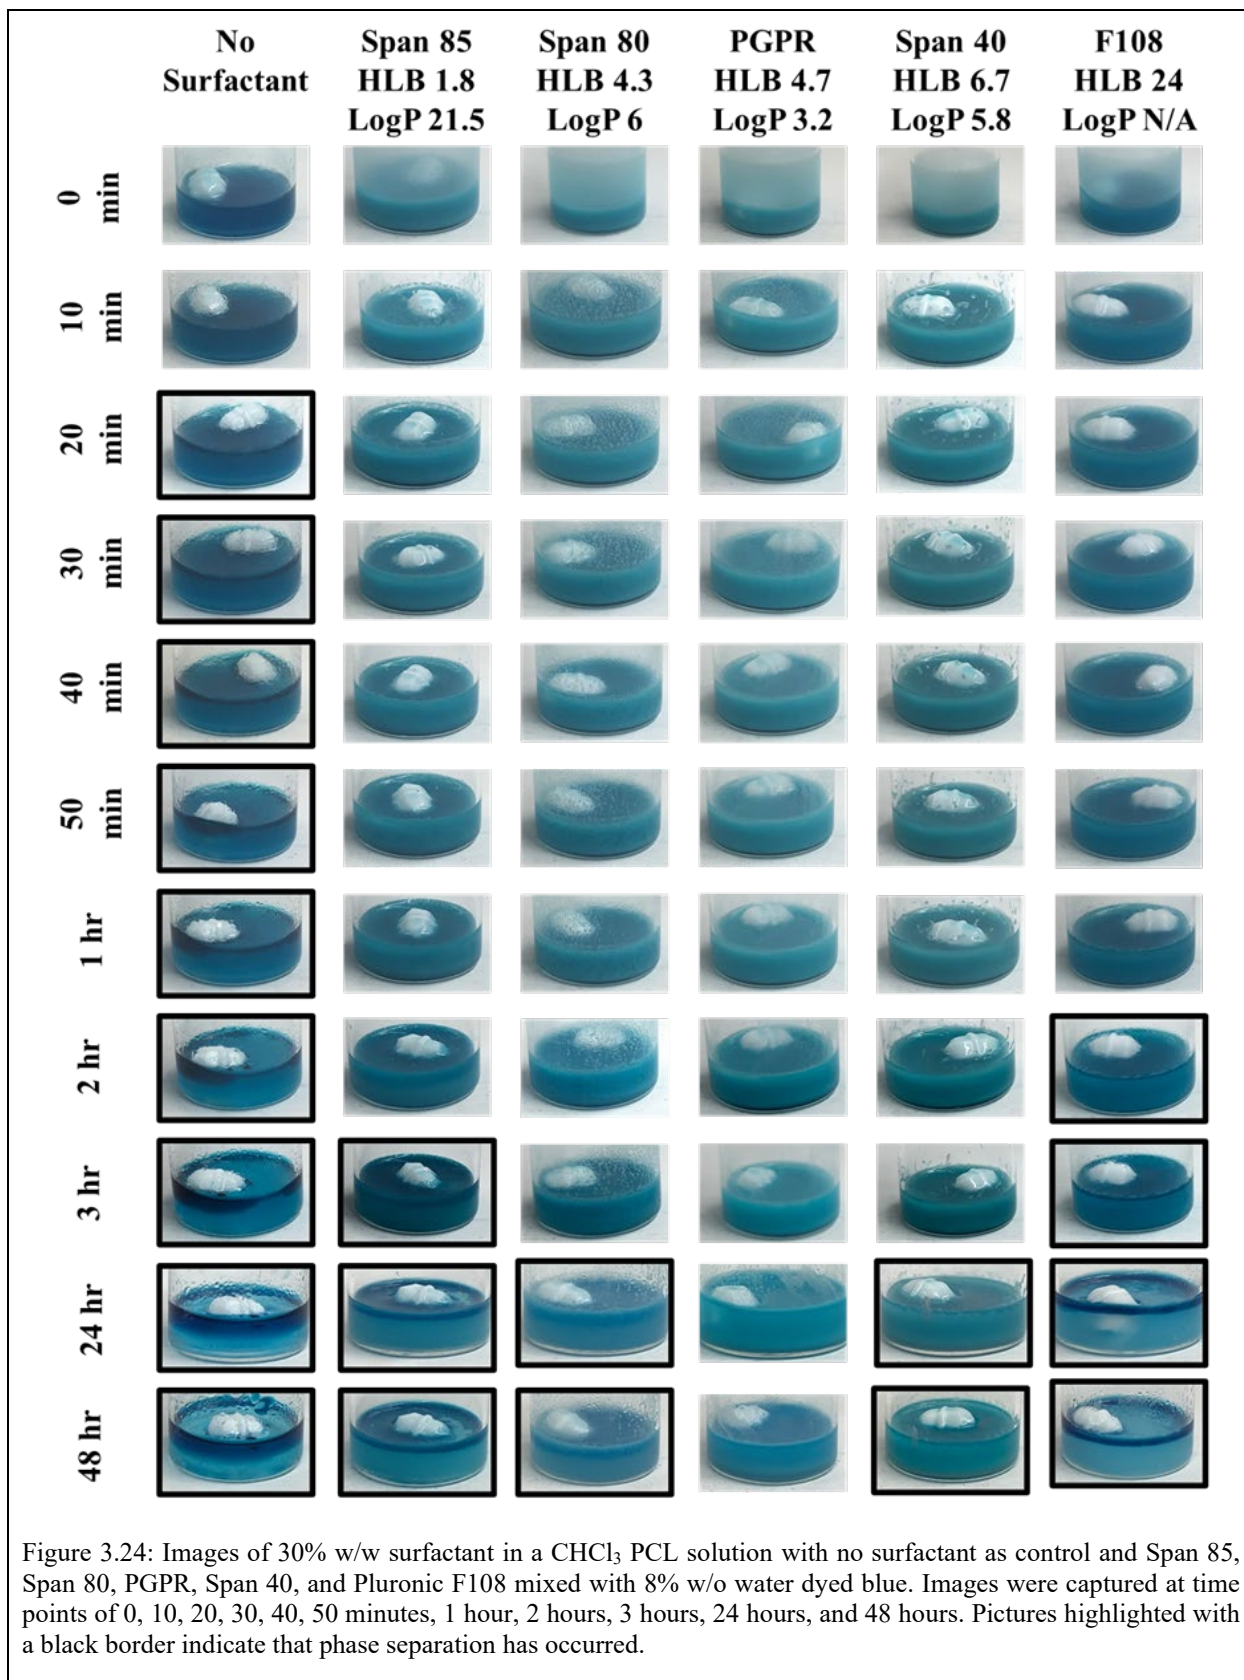 No Surfactant
Span 85 HLB 1.8 LogP 21.5
Span 80 HLB 4.3 LogP 6
PGPR HLB 4.7 LogP 3.2
Span 40 HLB 6.7 LogP 5.8
F108 HLB 24 LogP N/A
0 min
10 min
20 min
30 min
40 min
50 min
1 hr
2 hr
3 hr
24 hr
48 hr
Figure 3.24: Images of 30% w/w surfactant in a CHCl₃ PCL solution with no surfactant as control and Span 85,
Span 80, PGPR, Span 40, and Pluronic F108 mixed with 8% w/o water dyed blue. Images were captured at time
points of 0, 10, 20, 30, 40, 50 minutes, 1 hour, 2 hours, 3 hours, 24 hours, and 48 hours. Pictures highlighted with
a black border indicate that phase separation has occurred.